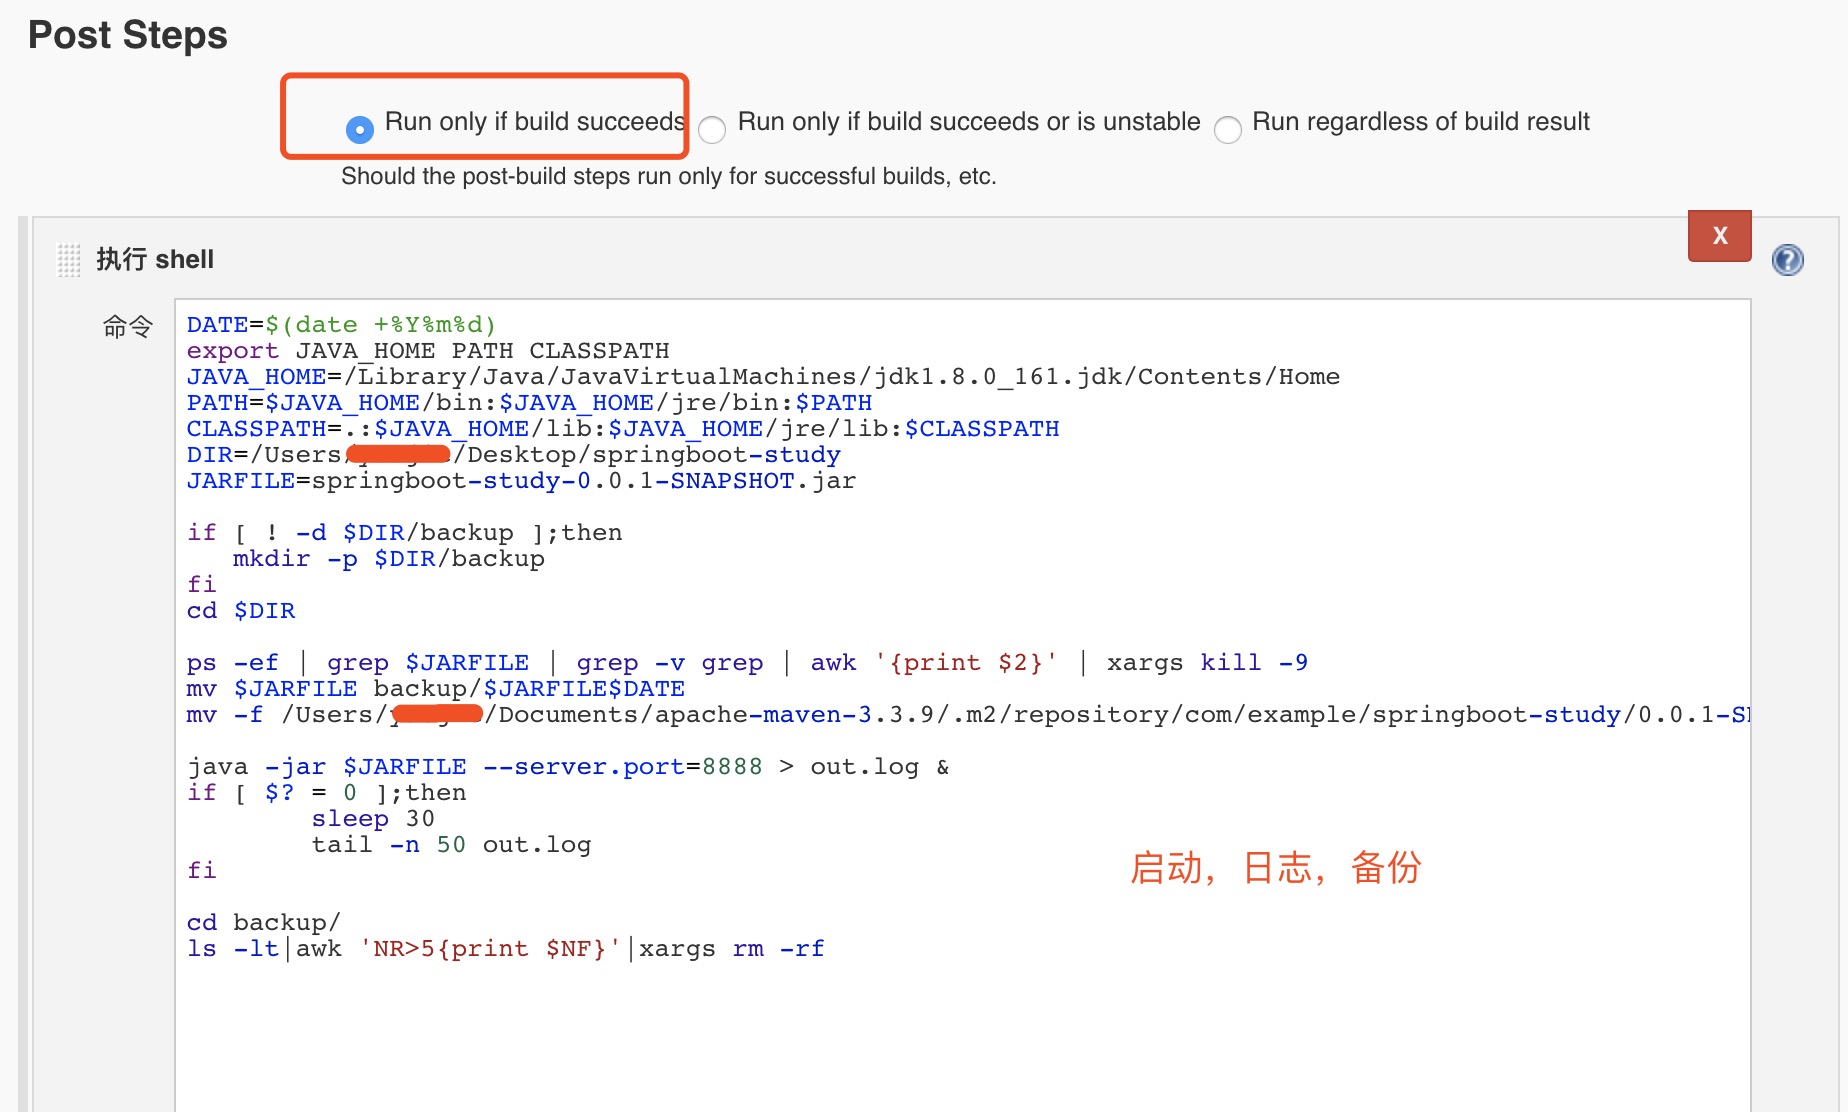 Post Steps
Run only if build succeeds Run only if build succeeds or is unstable Run regardless of build result
Should the post-build steps run only for successful builds, etc.
X
执行 shell
?
命令
DATE=$(date +%Y%m%d)
export JAVA_HOME PATH CLASSPATH
JAVA_HOME=/Library/Java/JavaVirtualMachines/jdk1.8.0_161.jdk/Contents/Home
PATH=$JAVA_HOME/bin:$JAVA_HOME/jre/bin:$PATH
CLASSPATH=.:$JAVA_HOME/lib:$JAVA_HOME/jre/lib:$CLASSPATH
DIR=/Users/ /Desktop/springboot-study
JARFILE=springboot-study-0.0.1-SNAPSHOT.jar
if [ ! -d $DIR/backup ];then
mkdir -p $DIR/backup
fi
cd $DIR
ps -ef | grep $JARFILE | grep -v grep | awk '{print $2}' | xargs kill -9
mv $JARFILE backup/$JARFILE$DATE
mv -f /Users/ /Documents/apache-maven-3.3.9/.m2/repository/com/example/springboot-study/0.0.1-S
java -jar $JARFILE --server.port=8888 > out.log &
if [ $? = 0 ];then
sleep 30
tail -n 50 out.log
fi
启动，日志，备份
cd backup/
ls -lt|awk 'NR>5{print $NF}'|xargs rm -rf